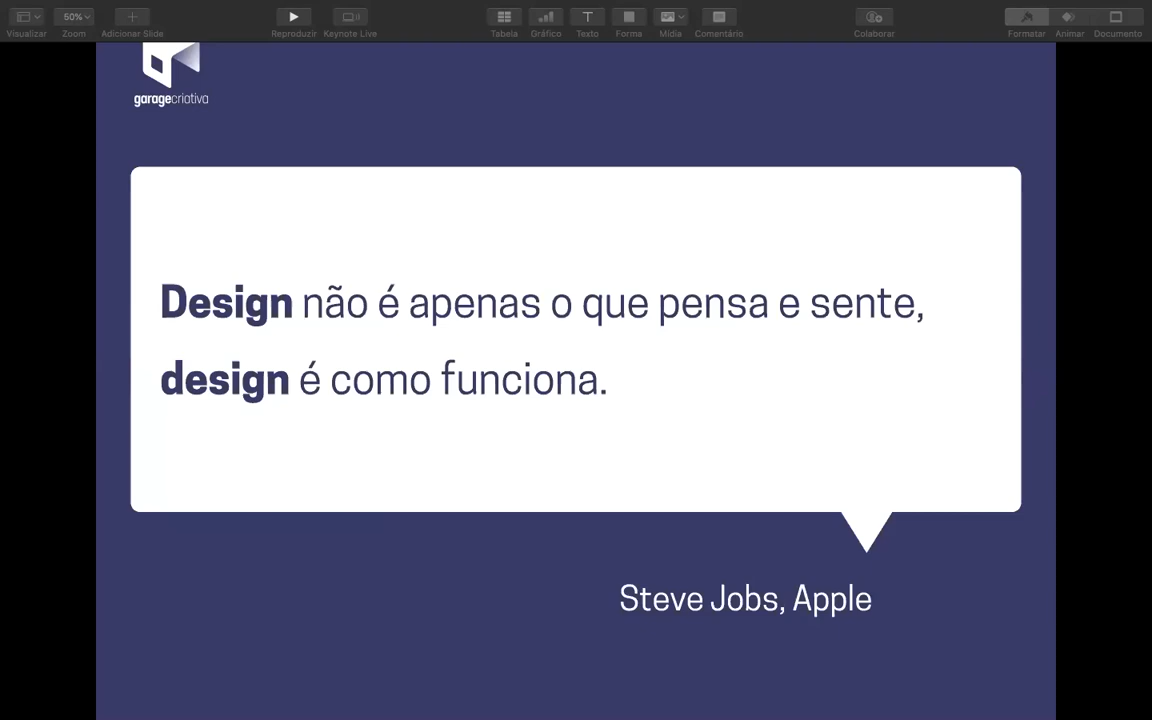 50%
Visualizar Zoom Adicionar Slide Reproduzir Keynote Live Tabela Gráfico Texto Forma Mídia Comentário Colaborar Formatar Animar Documento
garagecriativa
Design não é apenas o que pensa e sente,
design é como funciona.
Steve Jobs, Apple